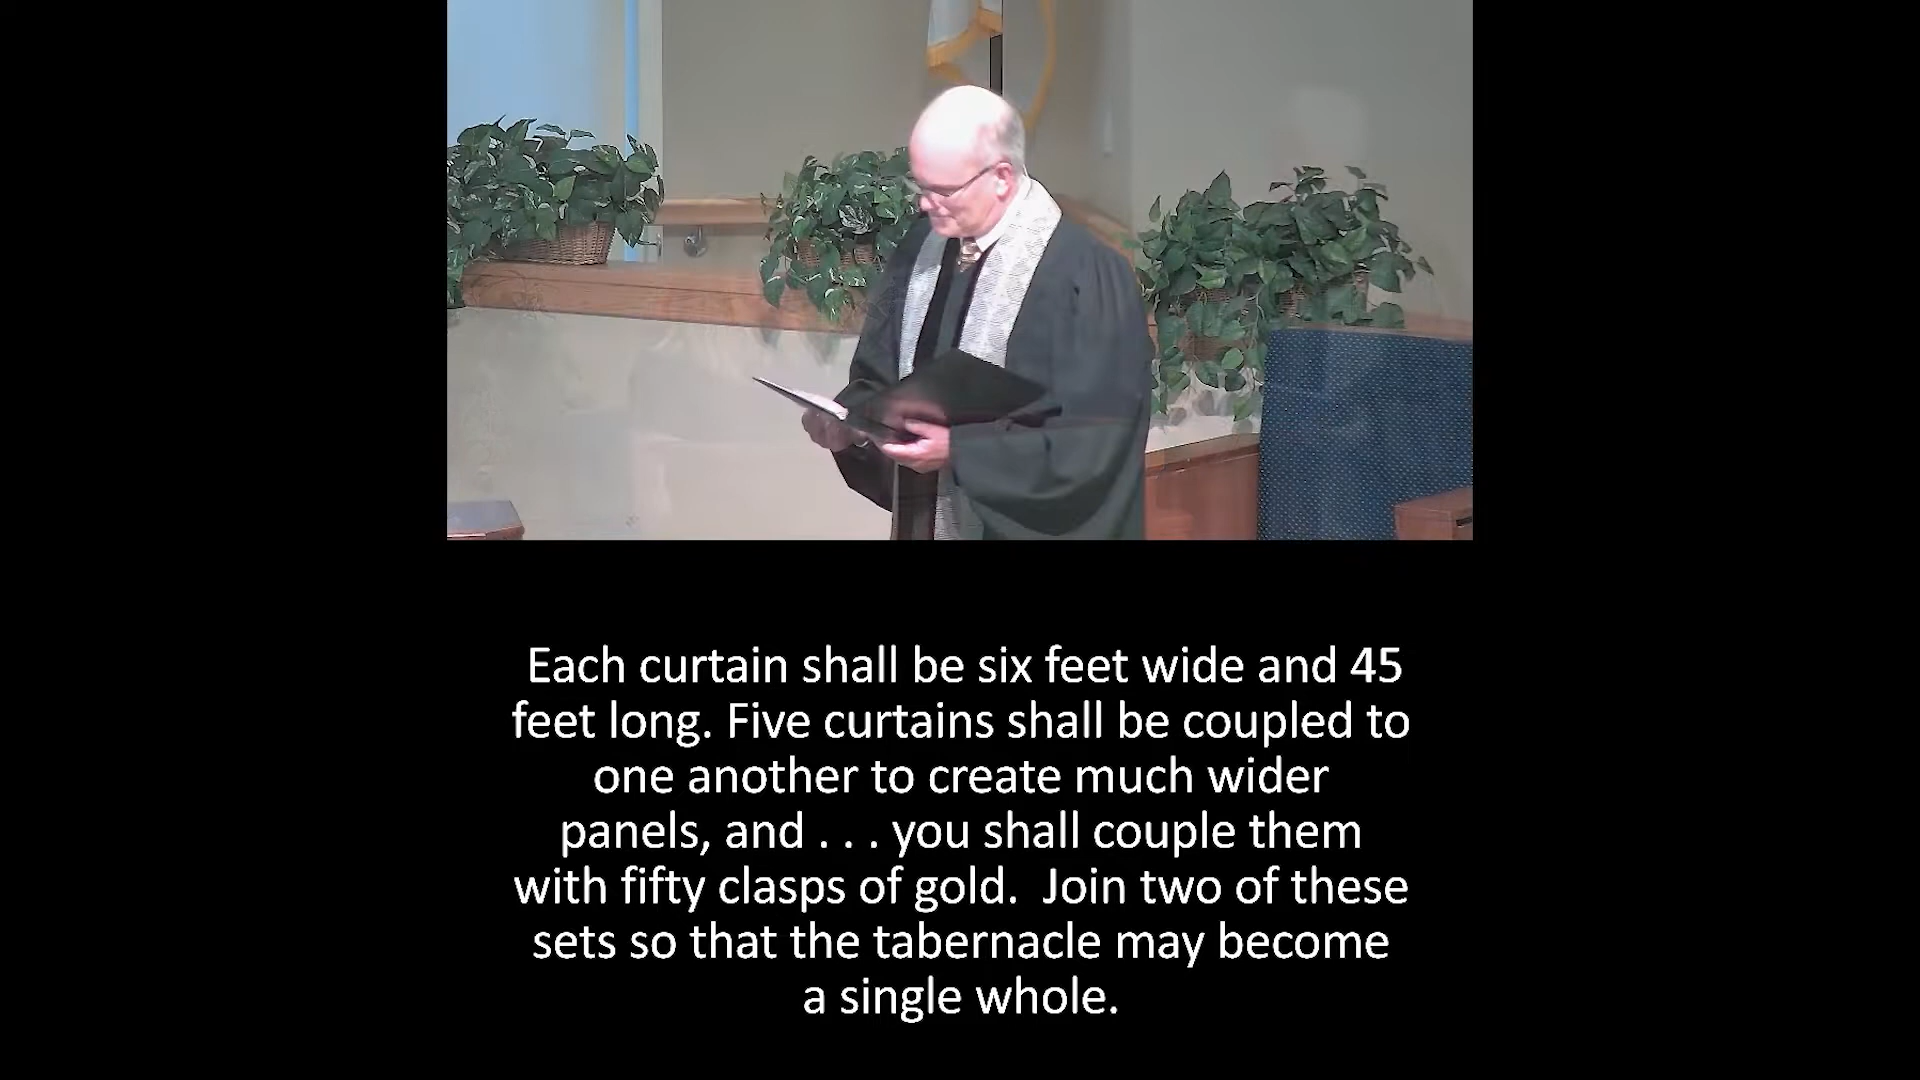 Each curtain shall be six feet wide and 45
feet long. Five curtains shall be coupled to
one another to create much wider
panels, and . . . you shall couple them
with fifty clasps of gold.  Join two of these
sets so that the tabernacle may become
a single whole.